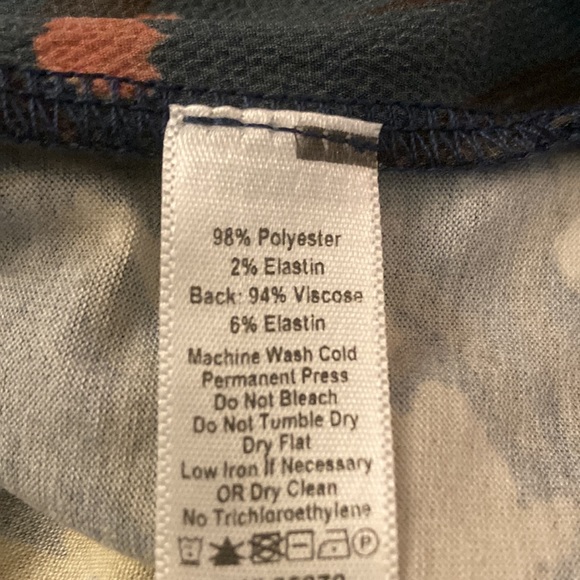 98% Polyester
2% Elastin
Back: 94% Viscose
6% Elastin
Machine Wash Cold
Permanent Press
Do Not Bleach
Do Not Tumble Dry
Dry Flat
Low Iron If Necessary
OR Dry Clean
No Trichloroethylene
P